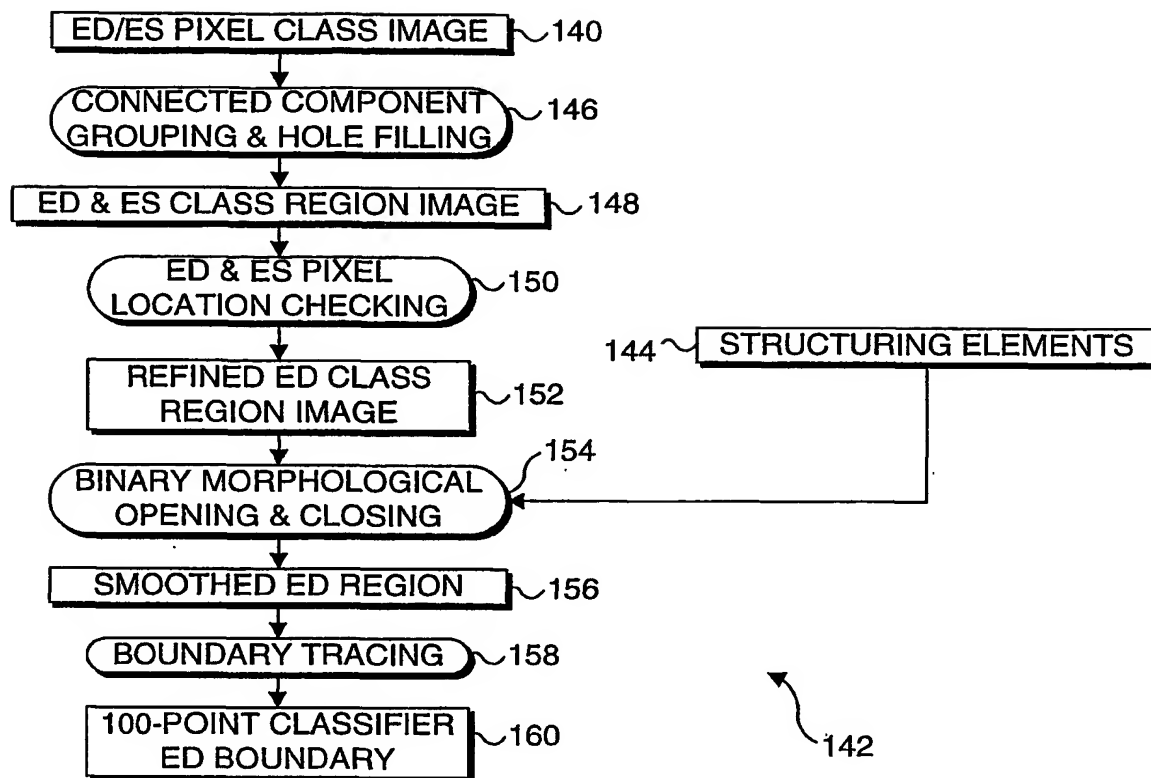 ED/ES PIXEL CLASS IMAGE 140
CONNECTED COMPONENT
GROUPING & HOLE FILLING
146
ED & ES CLASS REGION IMAGE 148
ED & ES PIXEL
LOCATION CHECKING
150
144 STRUCTURING ELEMENTS
REFINED ED CLASS
REGION IMAGE
152
154
BINARY MORPHOLOGICAL
OPENING & CLOSING
SMOOTHED ED REGION 156
BOUNDARY TRACING 158
100-POINT CLASSIFIER
ED BOUNDARY
160
142